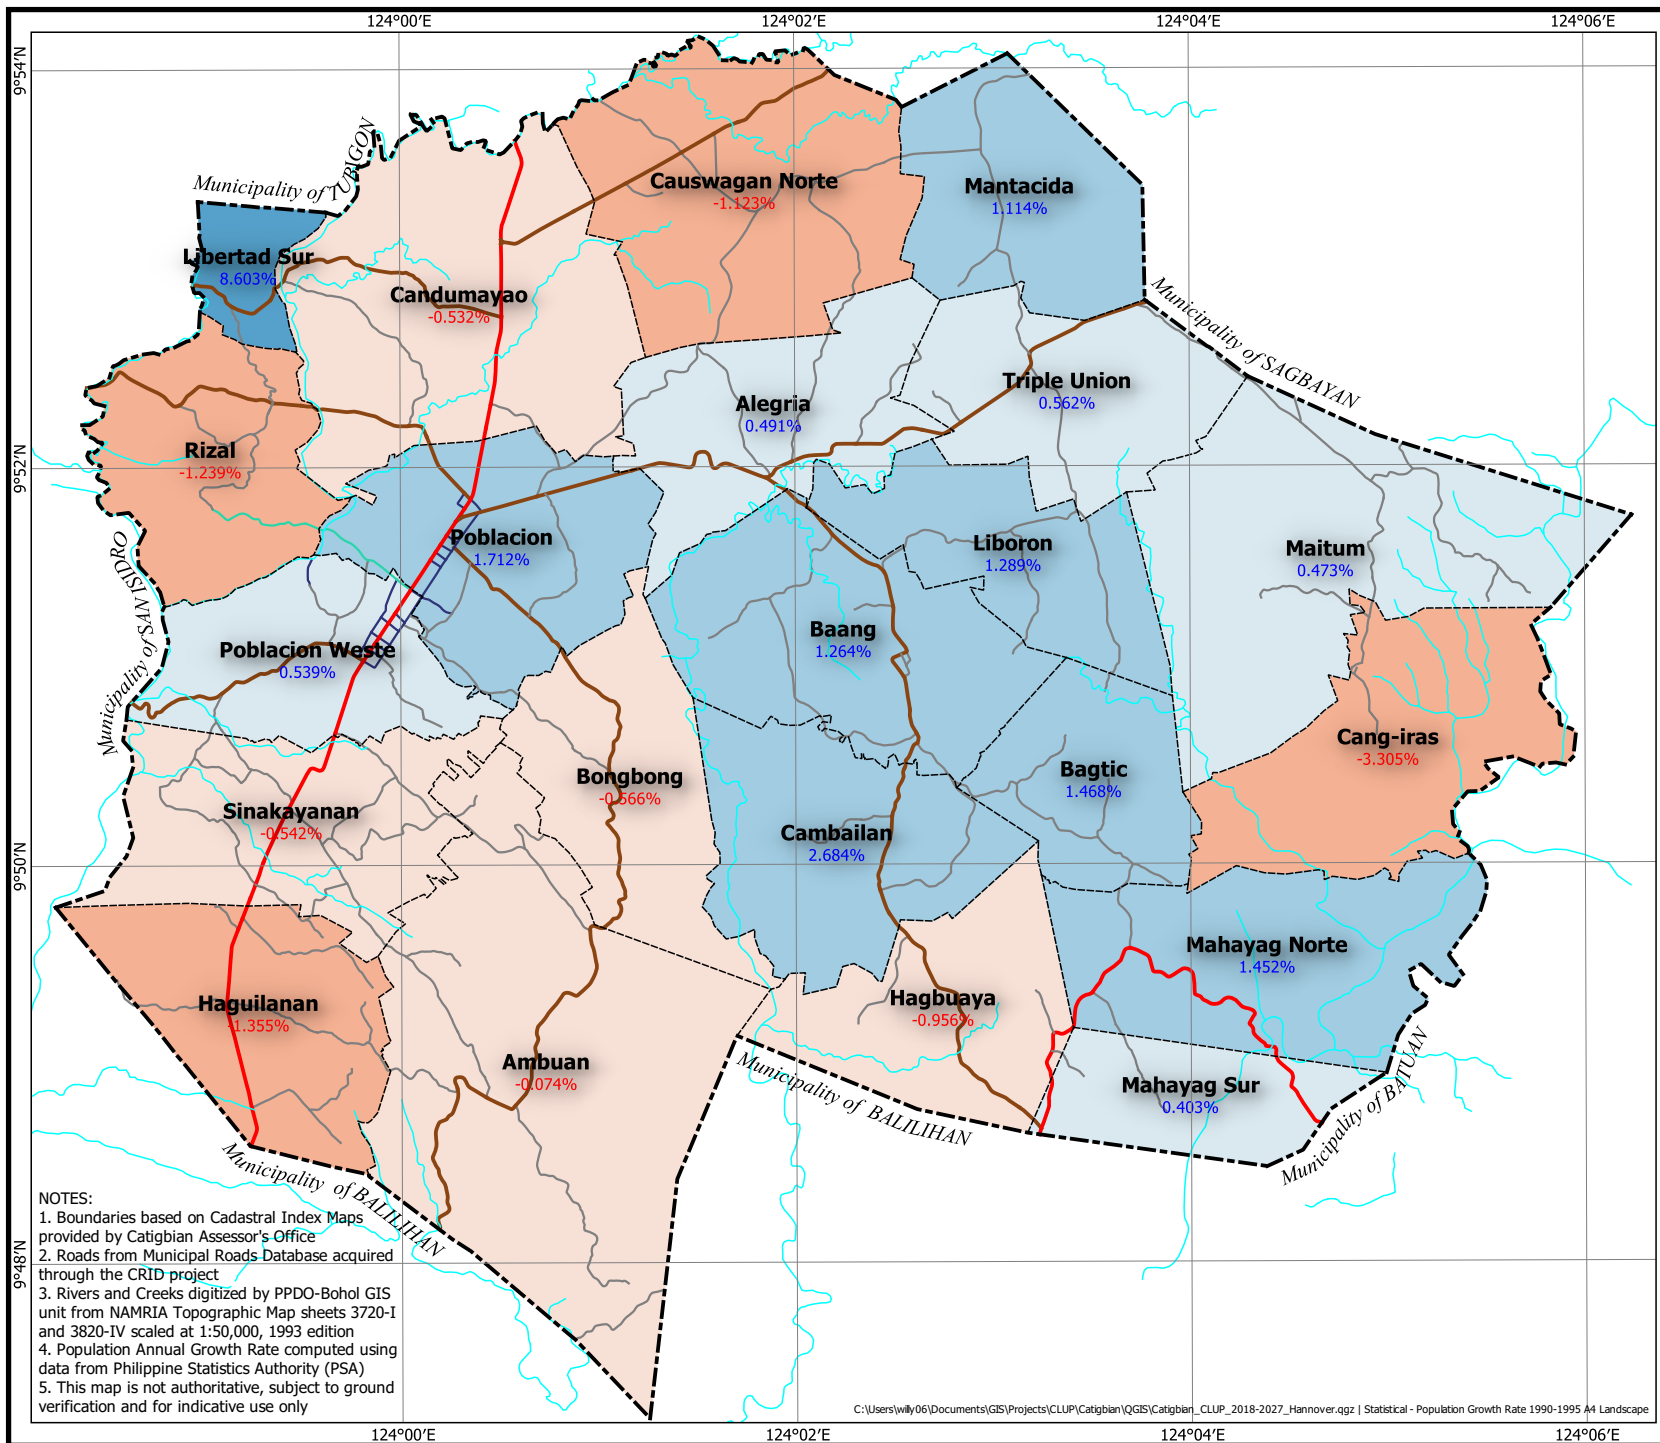 124°00′E
124°02′E
124°04′E
124°06′E
9°54′N
9°52′N
9°50′N
9°48′N
Municipality of TUBIGON
Causwagan Norte
-1.123%
Mantacida
1.114%
Libertad Sur
8.603%
Candumayao
-0.532%
Municipality of SAGBAYAN
Triple Union
0.562%
Alegria
0.491%
Rizal
-1.239%
Poblacion
1.712%
Liboron
1.289%
Maitum
0.473%
Municipality of SAN ISIDRO
Baang
1.264%
Poblacion Weste
0.539%
Cang-iras
-3.305%
Bagtic
1.468%
Bongbong
-0.566%
Sinakayanan
-0.542%
Cambailan
2.684%
Mahayag Norte
1.452%
Haguilanan
-1.355%
Hagbuaya
-0.956%
Ambuan
-0.074%
Mahayag Sur
0.403%
Municipality of BALILIHAN
Municipality of BATUAN
Municipality of BALILIHAN
NOTES:
1. Boundaries based on Cadastral Index Maps
provided by Catigbian Assessor's Office
2. Roads from Municipal Roads Database acquired
through the CRID project
3. Rivers and Creeks digitized by PPDO-Bohol GIS
unit from NAMRIA Topographic Map sheets 3720-I
and 3820-IV scaled at 1:50,000, 1993 edition
4. Population Annual Growth Rate computed using
data from Philippine Statistics Authority (PSA)
5. This map is not authoritative, subject to ground
verification and for indicative use only
C:\Users\willy06\Documents\GIS\Projects\CLUP\Catigbian\QGIS\Catigbian_CLUP_2018-2027_Hannover.qgz | Statistical - Population Growth Rate 1990-1995 A4 Landscape
124°00′E
124°02′E
124°04′E
124°06′E